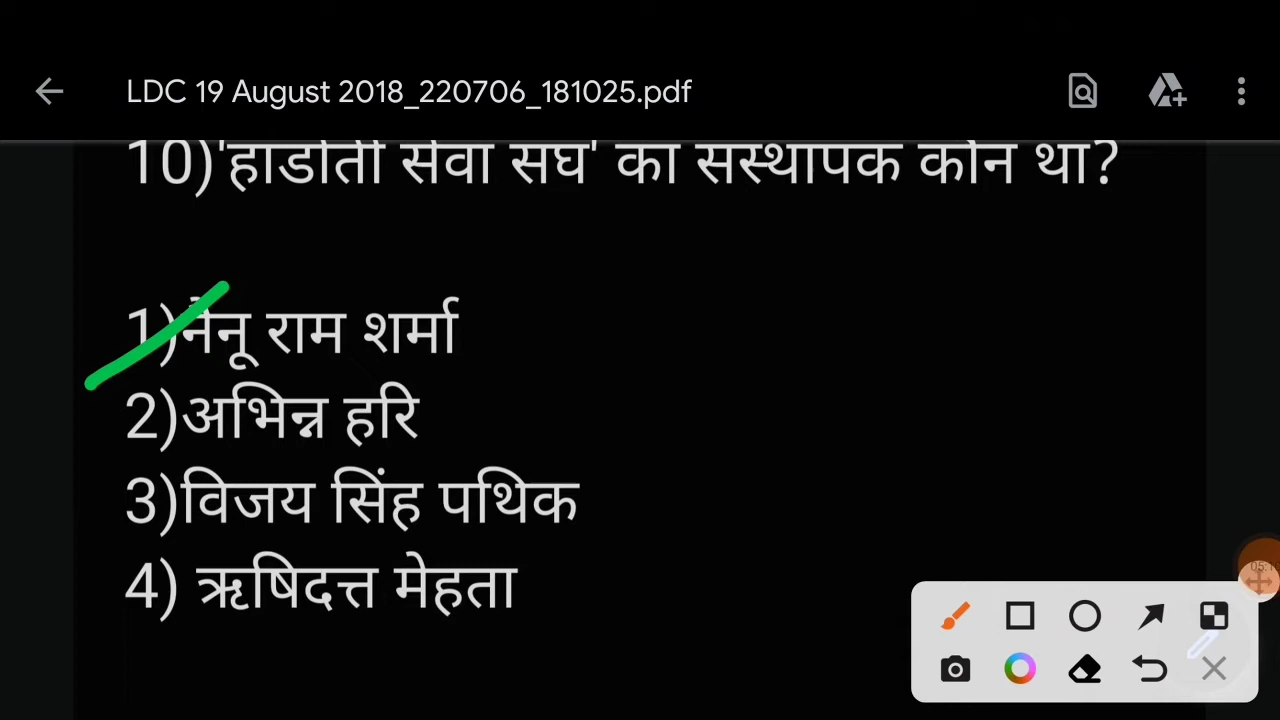 LDC 19 August 2018_220706_181025.pdf
10)'हाडोती सेवा संघ' का संस्थापक कौन था?
1)नैनू राम शर्मा
2)अभिन्न हरि
3)विजय सिंह पथिक
4) ऋषिदत्त मेहता